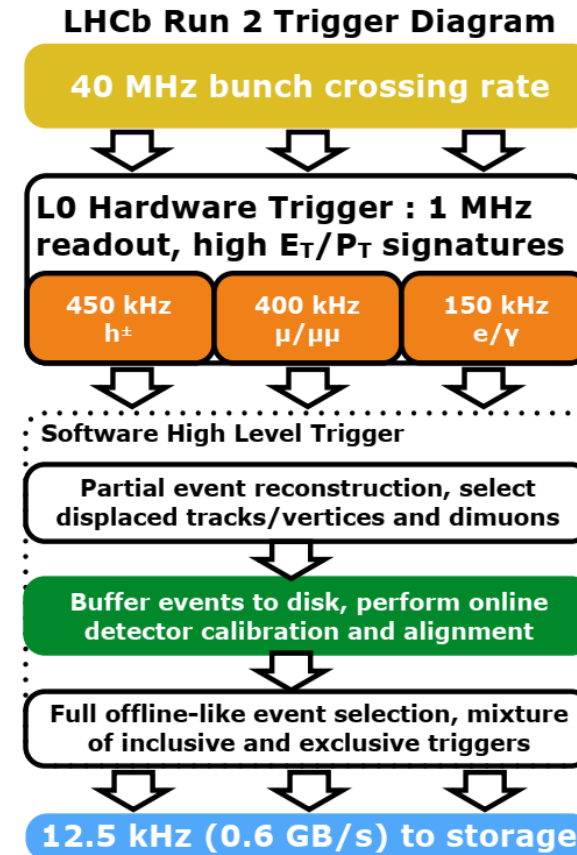 LHCb Run 2 Trigger Diagram
40 MHz bunch crossing rate
L0 Hardware Trigger : 1 MHz
readout, high E_T/P_T signatures
450 kHz
h±
400 kHz
μ/μμ
150 kHz
e/γ
Software High Level Trigger
Partial event reconstruction, select
displaced tracks/vertices and dimuons
Buffer events to disk, perform online
detector calibration and alignment
Full offline-like event selection, mixture
of inclusive and exclusive triggers
12.5 kHz (0.6 GB/s) to storage